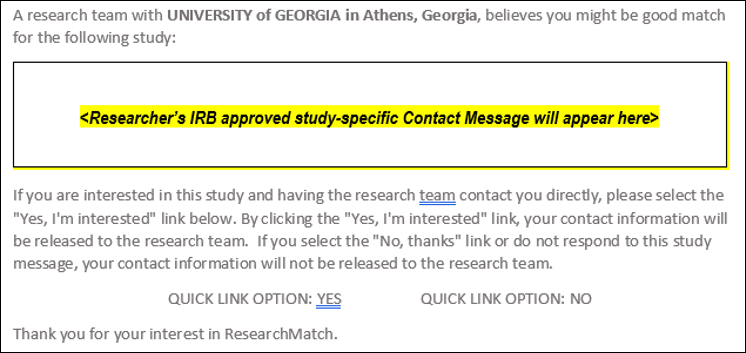 A research team with UNIVERSITY of GEORGIA in Athens, Georgia, believes you might be good match
for the following study:
<Researcher's IRB approved study-specific Contact Message will appear here>
If you are interested in this study and having the research team contact you directly, please select the
"Yes, I'm interested" link below. By clicking the "Yes, I'm interested" link, your contact information will
be released to the research team.  If you select the "No, thanks" link or do not respond to this study
message, your contact information will not be released to the research team.
QUICK LINK OPTION: YES QUICK LINK OPTION: NO
Thank you for your interest in ResearchMatch.